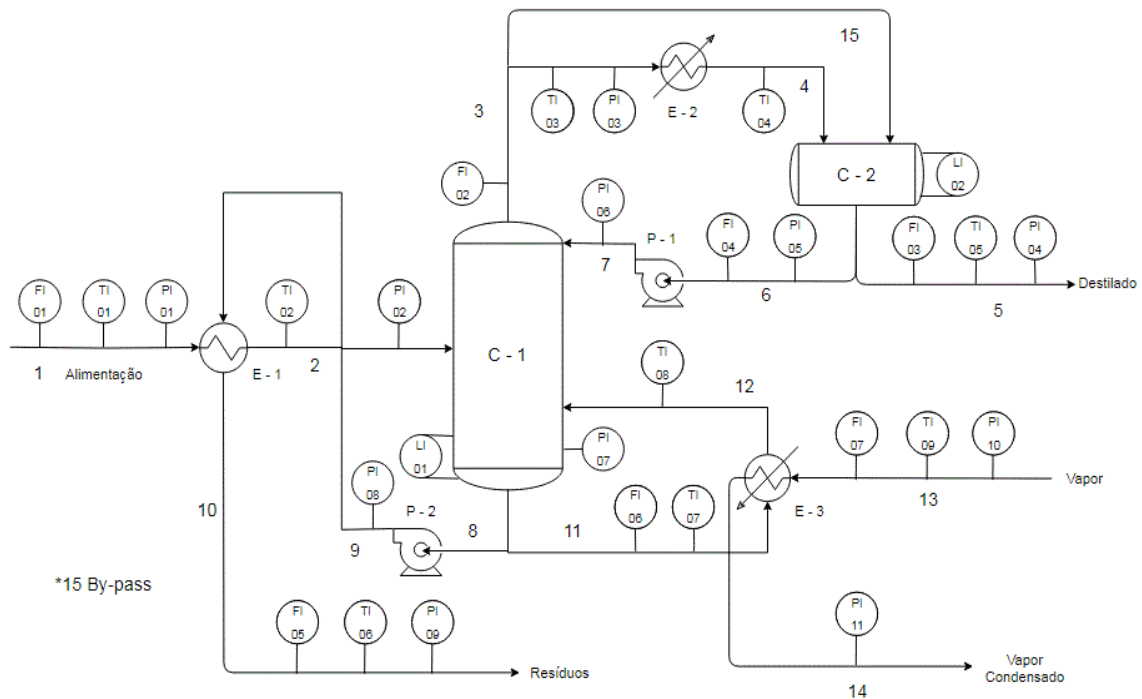 15
TI
03
PI
03
E - 2
TI
04
4
3
FI
02
C - 2
LI
02
PI
06
P - 1
7
FI
04
PI
05
6
FI
03
TI
05
PI
04
5
Destilado
FI
01
TI
01
PI
01
TI
02
PI
02
1
Alimentação
E - 1
2
C - 1
TI
08
12
LI
01
PI
07
FI
07
TI
09
PI
10
Vapor
13
E - 3
10
PI
08
P - 2
9
8
11
FI
06
TI
07
*15 By-pass
FI
05
TI
06
PI
09
Resíduos
PI
11
14
Vapor
Condensado